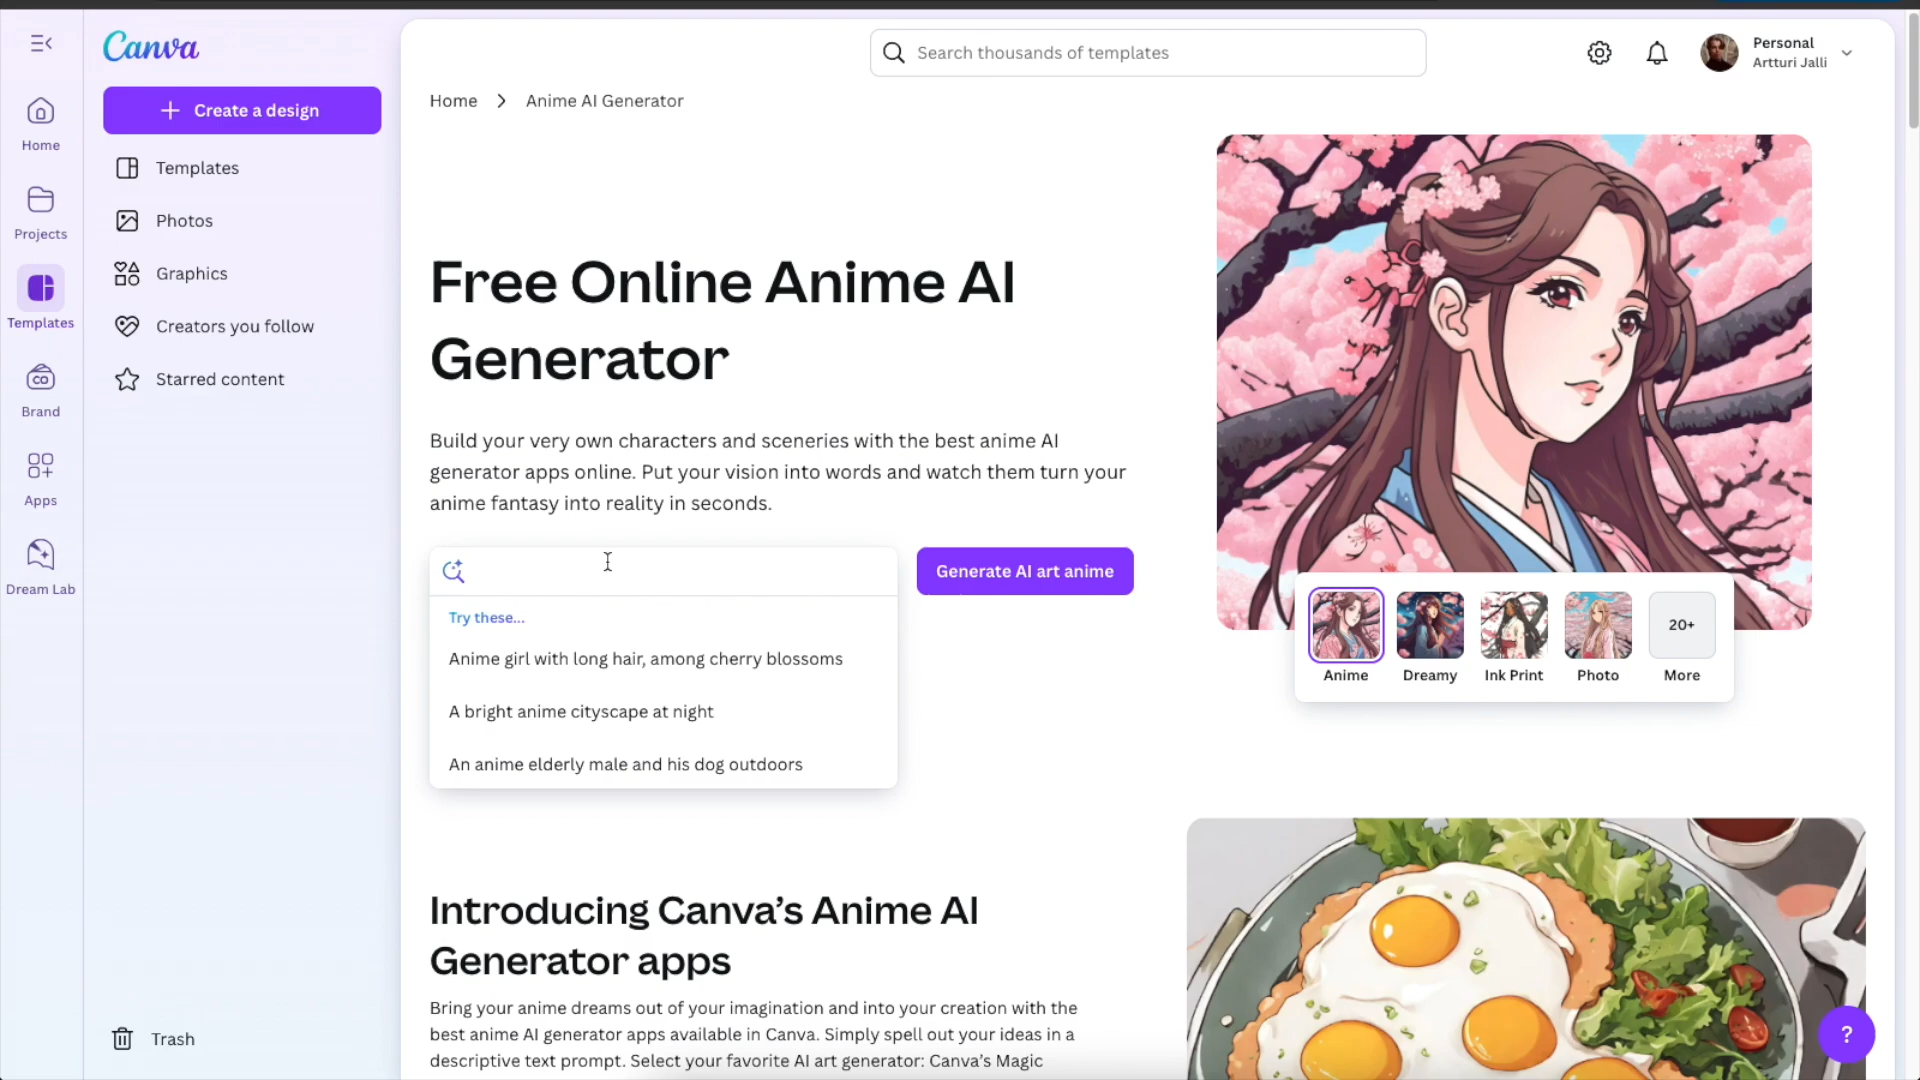 Canva
Create a design
Templates
Photos
Graphics
Creators you follow
Starred content
Trash
Home
Projects
Templates
Brand
Apps
Dream Lab
Search thousands of templates
Personal
Artturi Jalli
Home
Anime AI Generator
Free Online Anime AI
Generator
Build your very own characters and sceneries with the best anime AI
generator apps online. Put your vision into words and watch them turn your
anime fantasy into reality in seconds.
Generate AI art anime
Try these...
Anime girl with long hair, among cherry blossoms
A bright anime cityscape at night
An anime elderly male and his dog outdoors
20+
Anime
Dreamy
Ink Print
Photo
More
Introducing Canva’s Anime AI
Generator apps
Bring your anime dreams out of your imagination and into your creation with the
best anime AI generator apps available in Canva. Simply spell out your ideas in a
descriptive text prompt. Select your favorite AI art generator: Canva’s Magic
?